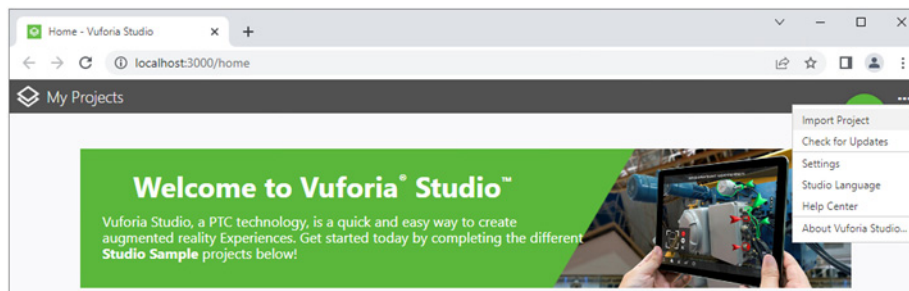 Home - Vuforia Studio
localhost:3000/home
My Projects
Import Project
Check for Updates
Settings
Studio Language
Help Center
About Vuforia Studio...
Welcome to Vuforia® Studio™
Vuforia Studio, a PTC technology, is a quick and easy way to create
augmented reality Experiences. Get started today by completing the different
Studio Sample projects below!